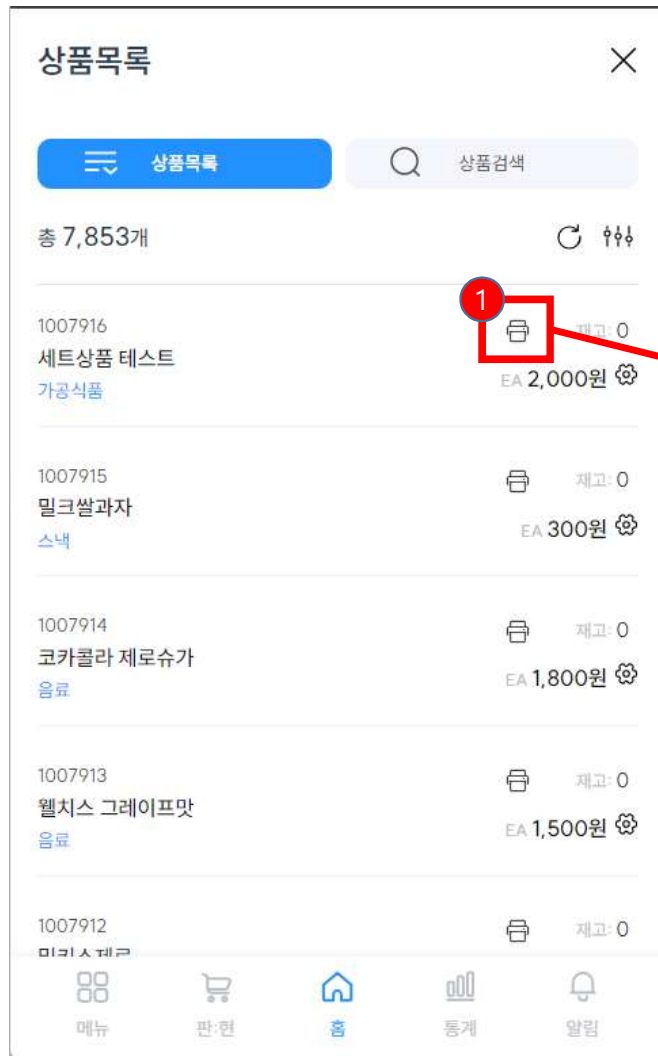 상품목록
상품목록 상품검색
총 7,853개
1
1007916 재고: 0
세트상품 테스트
EA 2,000원
가공식품
1007915 재고: 0
밀크쌀과자
EA 300원
스낵
1007914 재고: 0
코카콜라 제로슈가
EA 1,800원
음료
1007913 재고: 0
웰치스 그레이프맛
EA 1,500원
음료
1007912 재고: 0
메뉴 판:현 홈 통계 알림